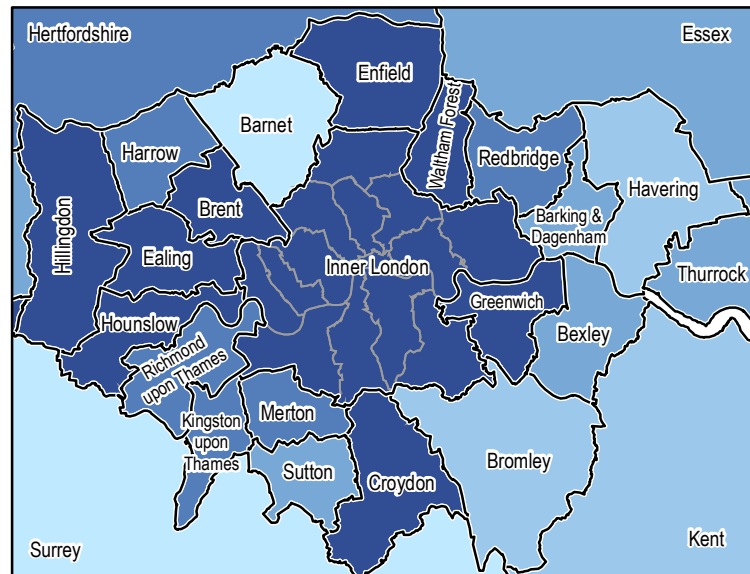 Hertfordshire
Essex
Enfield
Barnet
Waltham Forest
Harrow
Redbridge
Havering
Brent
Barking &
Dagenham
Hillingdon
Ealing
Inner London
Thurrock
Greenwich
Hounslow
Bexley
Richmond
upon Thames
Merton
Kingston
upon
Thames
Sutton
Croydon
Bromley
Surrey
Kent